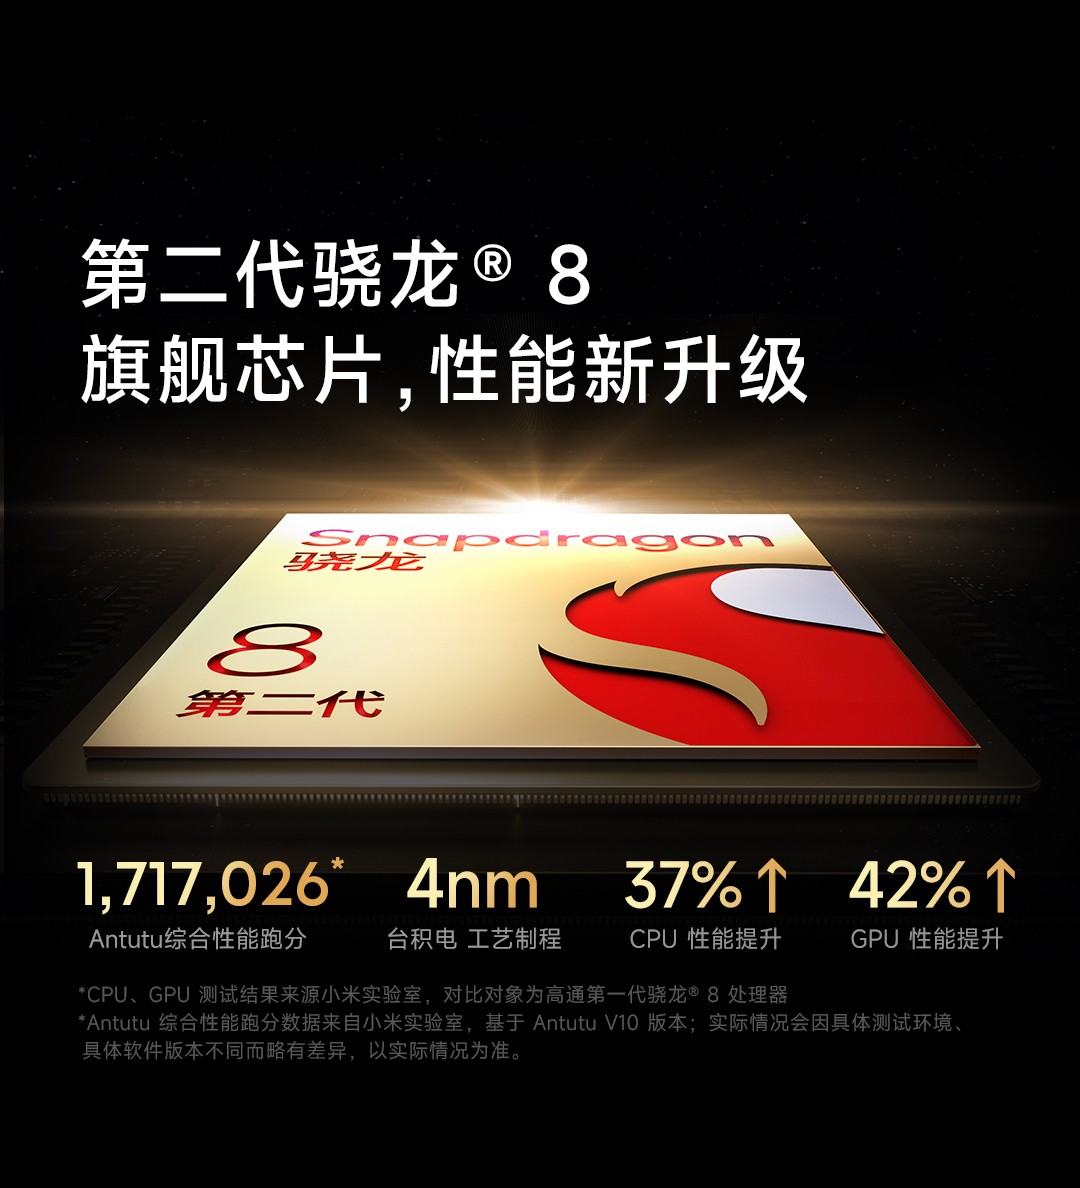 第二代骁龙® 8
旗舰芯片,性能新升级
Snapdragon
骁龙
8
第二代
1,717,026* 4nm 37%↑ 42%↑
Antutu综合性能跑分 台积电 工艺制程 CPU 性能提升 GPU 性能提升
*CPU、GPU 测试结果来源小米实验室，对比对象为高通第一代骁龙® 8 处理器
*Antutu 综合性能跑分数据来自小米实验室，基于 Antutu V10 版本；实际情况会因具体测试环境、
具体软件版本不同而略有差异，以实际情况为准。